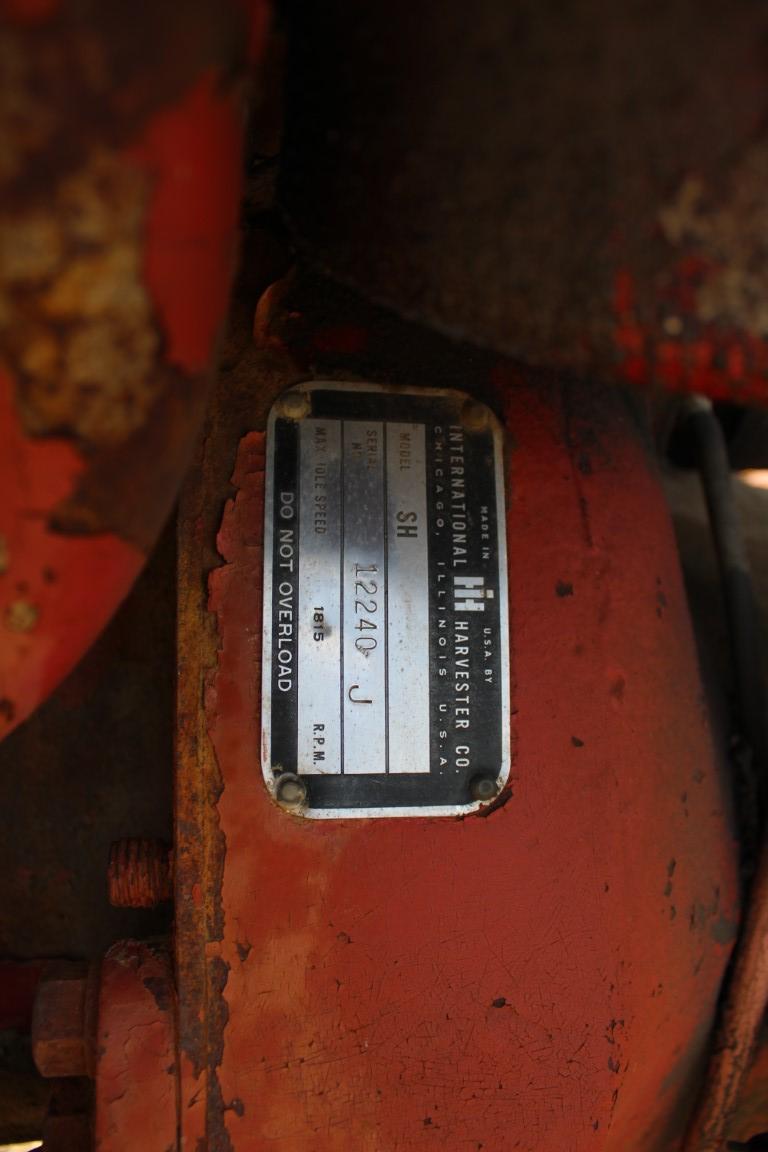 MADE IN U.S.A. BY
INTERNATIONAL IH HARVESTER CO.
CHICAGO, ILLINOIS U.S.A.
MODEL SH
SERIAL NO. 12240 J
MAX. IDLE SPEED 1815 R.P.M.
DO NOT OVERLOAD